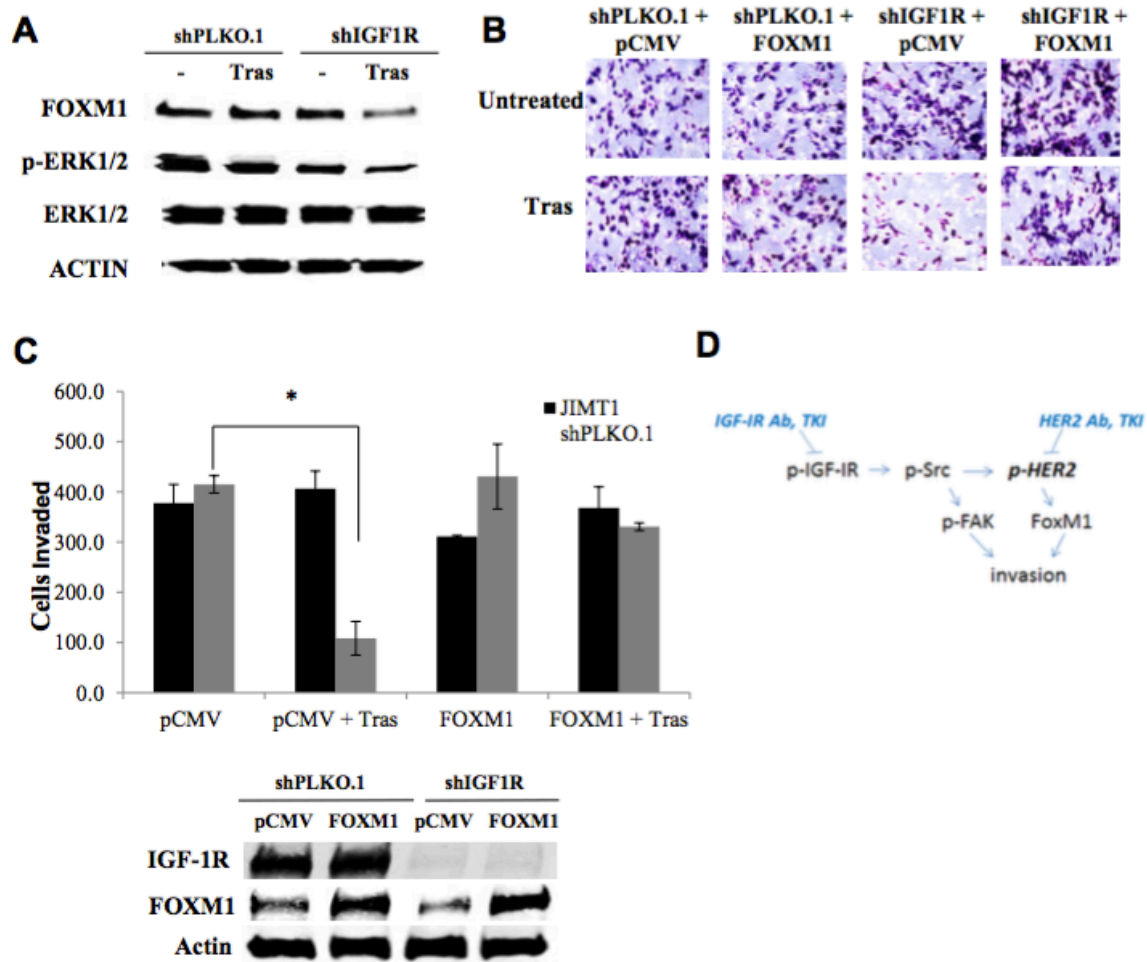 A
shPLKO.1 shIGF1R
- Tras - Tras
FOXM1
p-ERK1/2
ERK1/2
ACTIN
B
shPLKO.1 + shPLKO.1 + shIGF1R + shIGF1R +
pCMV FOXM1 pCMV FOXM1
Untreated
Tras
C
600.0
500.0
400.0
300.0
200.0
100.0
0.0
Cells Invaded
*
JIMT1
shPLKO.1
pCMV pCMV + Tras FOXM1 FOXM1 + Tras
shPLKO.1 shIGF1R
pCMV FOXM1 pCMV FOXM1
IGF-1R
FOXM1
Actin
D
IGF-IR Ab, TKI HER2 Ab, TKI
p-IGF-IR p-Src p-HER2
p-FAK FoxM1
invasion